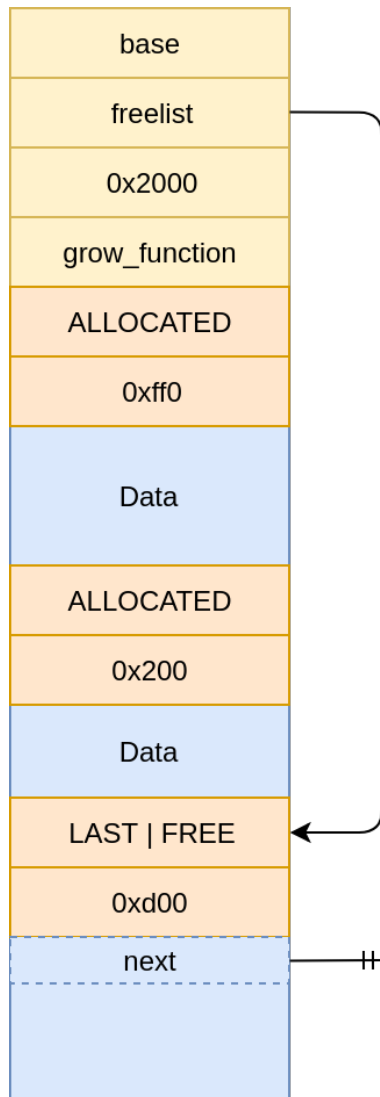 base
freelist
0x2000
grow_function
ALLOCATED
0xff0
Data
ALLOCATED
0x200
Data
LAST | FREE
0xd00
next